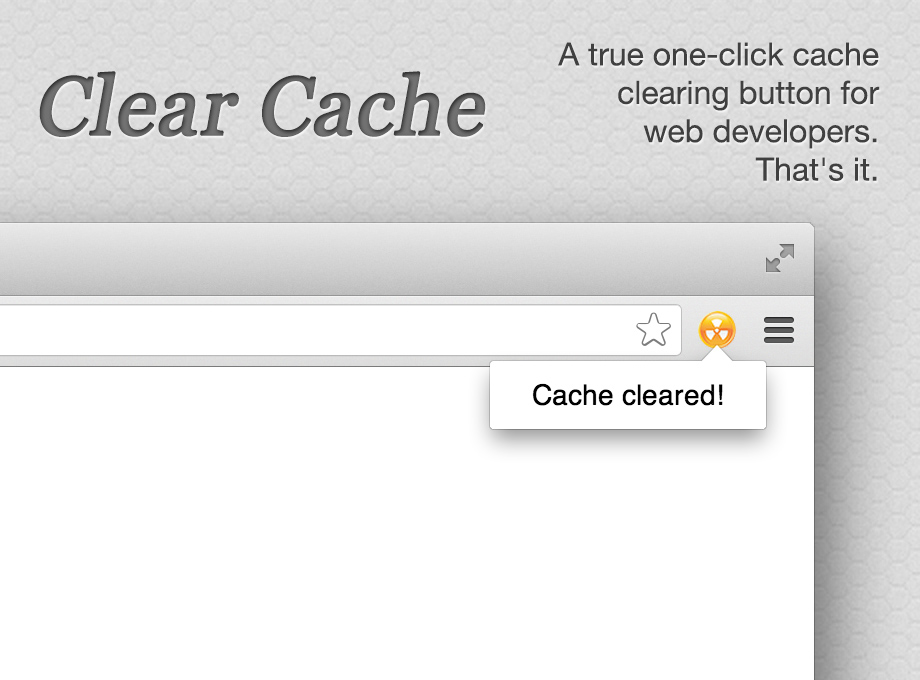 Clear Cache
A true one-click cache
clearing button for
web developers.
That's it.
Cache cleared!